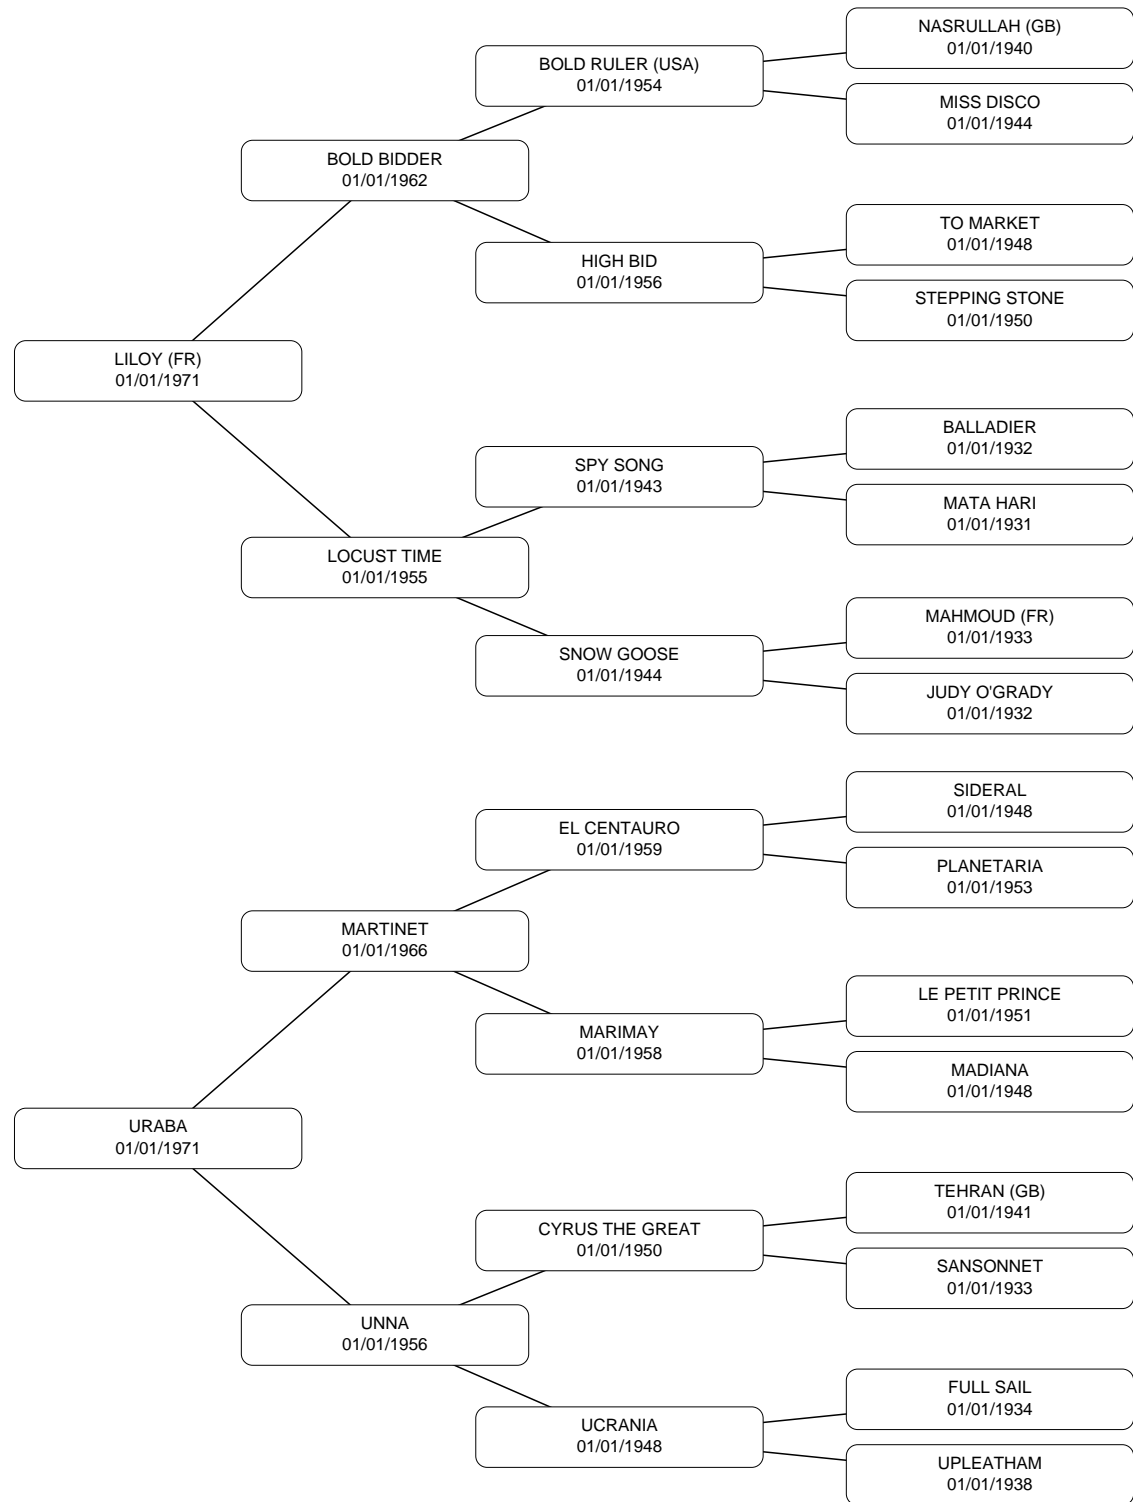 NASRULLAH (GB)
01/01/1940
BOLD RULER (USA)
01/01/1954
MISS DISCO
01/01/1944
BOLD BIDDER
01/01/1962
TO MARKET
01/01/1948
HIGH BID
01/01/1956
STEPPING STONE
01/01/1950
LILOY (FR)
01/01/1971
BALLADIER
01/01/1932
SPY SONG
01/01/1943
MATA HARI
01/01/1931
LOCUST TIME
01/01/1955
MAHMOUD (FR)
01/01/1933
SNOW GOOSE
01/01/1944
JUDY O'GRADY
01/01/1932
SIDERAL
01/01/1948
EL CENTAURO
01/01/1959
PLANETARIA
01/01/1953
MARTINET
01/01/1966
LE PETIT PRINCE
01/01/1951
MARIMAY
01/01/1958
MADIANA
01/01/1948
URABA
01/01/1971
TEHRAN (GB)
01/01/1941
CYRUS THE GREAT
01/01/1950
SANSONNET
01/01/1933
UNNA
01/01/1956
FULL SAIL
01/01/1934
UCRANIA
01/01/1948
UPLEATHAM
01/01/1938